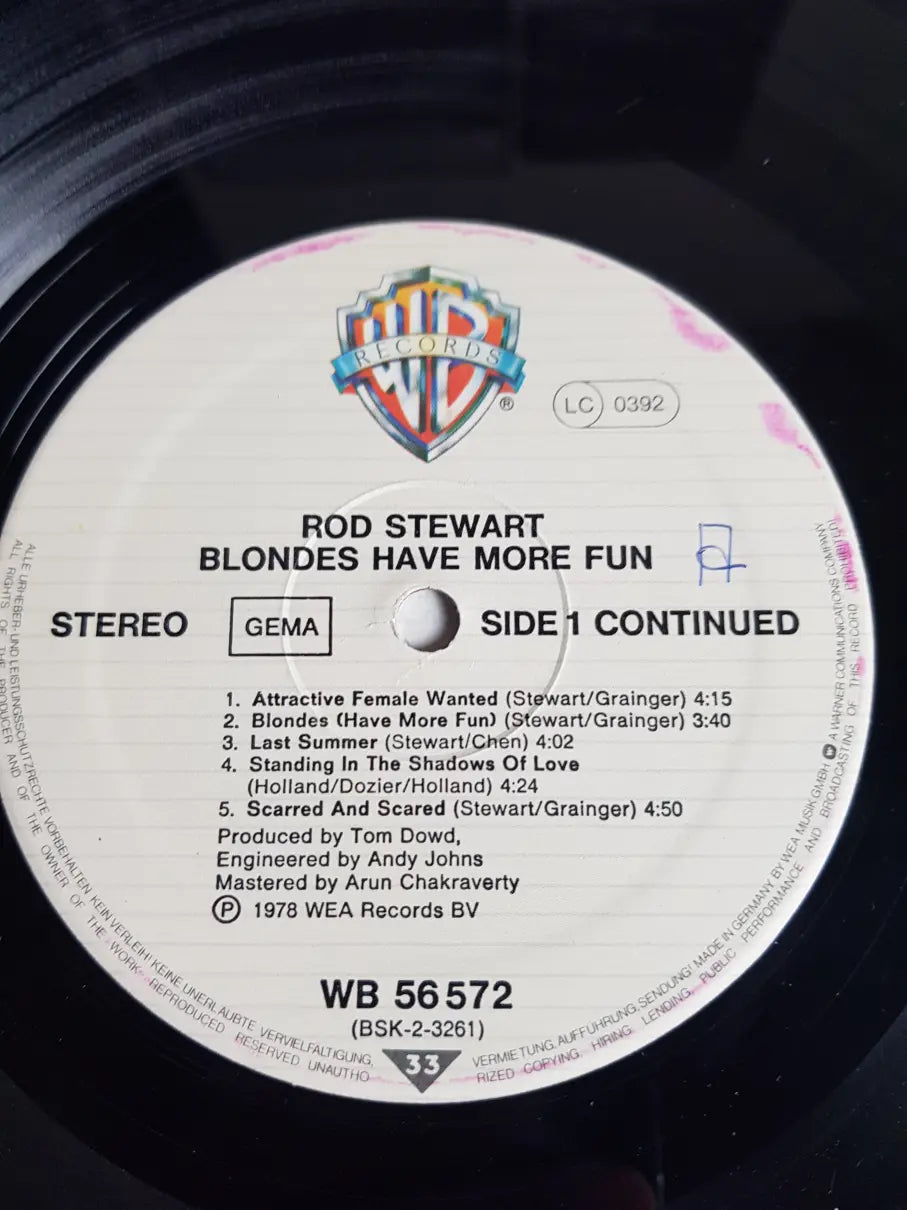 WB
RECORDS
®
LC 0392
ROD STEWART
BLONDES HAVE MORE FUN
STEREO GEMA SIDE 1 CONTINUED
1. Attractive Female Wanted (Stewart/Grainger) 4:15
2. Blondes (Have More Fun) (Stewart/Grainger) 3:40
3. Last Summer (Stewart/Chen) 4:02
4. Standing In The Shadows Of Love
(Holland/Dozier/Holland) 4:24
5. Scarred And Scared (Stewart/Grainger) 4:50
Produced by Tom Dowd,
Engineered by Andy Johns
Mastered by Arun Chakraverty
Ⓟ 1978 WEA Records BV
WB 56 572
(BSK-2-3261)
33
ALLE URHEBER- UND LEISTUNGSSCHUTZRECHTE VORBEHALTEN KEIN VERLEIH! KEINE UNERLAUBTE VERVIELFÄLTIGUNG, VERMIETUNG, AUFFÜHRUNG, SENDUNG! MADE IN GERMANY BY WEA MUSIK GMBH A WARNER COMMUNICATIONS COMPANY
ALL RIGHTS OF THE PRODUCER AND OF THE OWNER OF THE WORK REPRODUCED RESERVED UNAUTHORIZED COPYING, HIRING, LENDING, PUBLIC PERFORMANCE AND BROADCASTING OF THIS RECORD